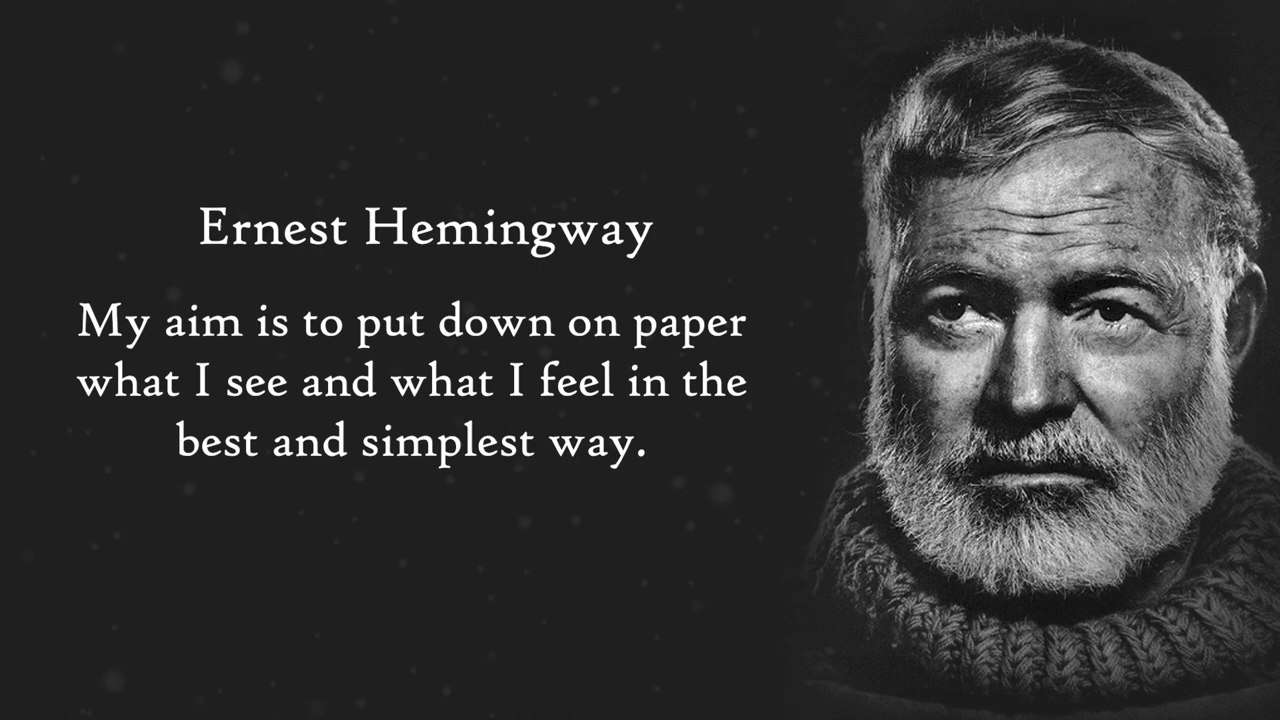 Ernest Hemingway
My aim is to put down on paper
what I see and what I feel in the
best and simplest way.